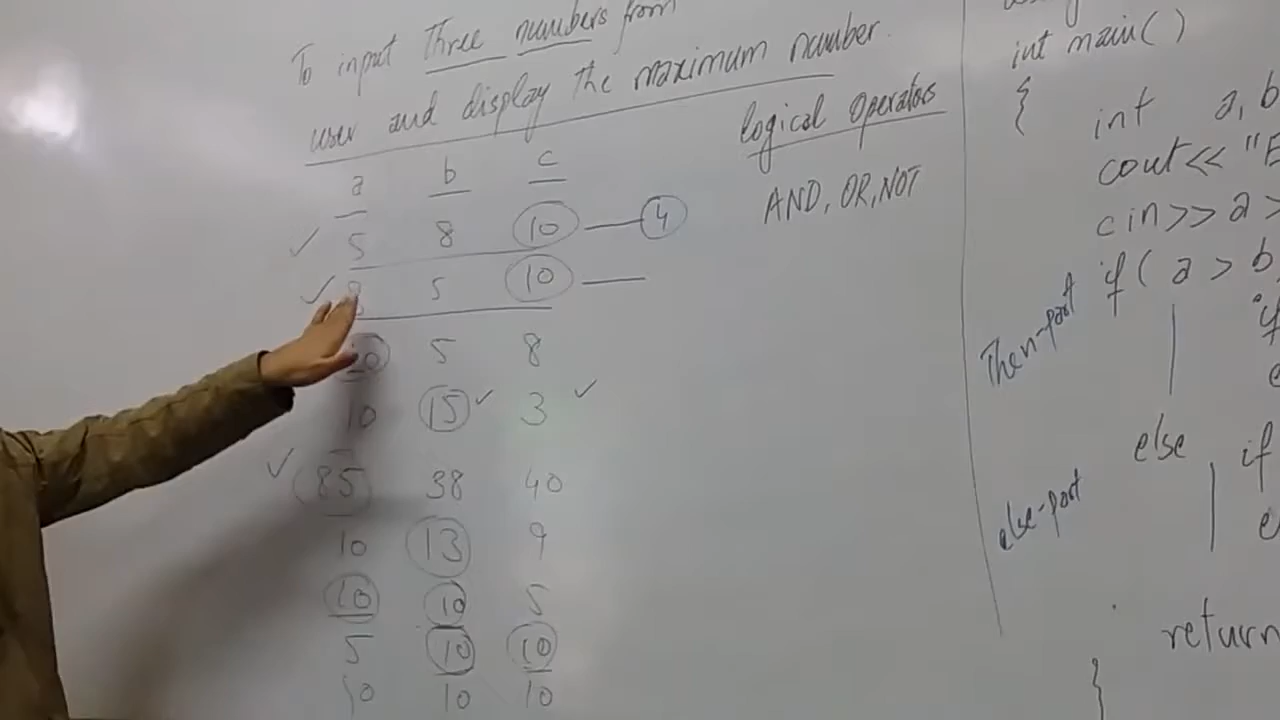 To input three numbers from
user and display the maximum number.
a b c
5 8 10 — 4
5 10 —
10 5 8
10 15 3
85 38 40
10 13 9
10 10 5
5 10 10
10 10 10
logical operators
AND, OR, NOT
int main()
{
int a, b
cout<< "E
cin>> a >
Then-part
if( a > b
if
e
else if
else-part
e
return
}